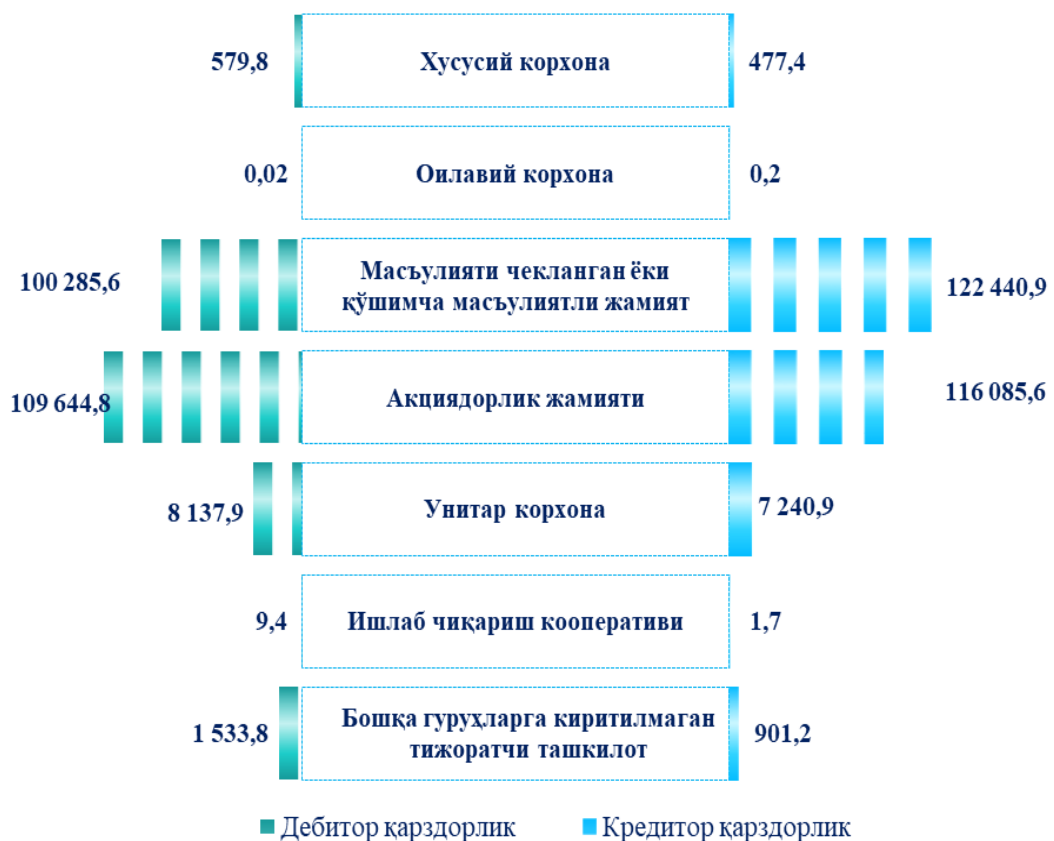 579,8 Хусусий корхона 477,4
0,02 Оилавий корхона 0,2
100 285,6 Масъулияти чекланган ёки қўшимча масъулиятли жамият 122 440,9
109 644,8 Акциядорлик жамияти 116 085,6
8 137,9 Унитар корхона 7 240,9
9,4 Ишлаб чиқариш кооперативи 1,7
1 533,8 Бошқа гуруҳларга киритилмаган тижоратчи ташкилот 901,2
Дебитор қарздорлик Кредитор қарздорлик